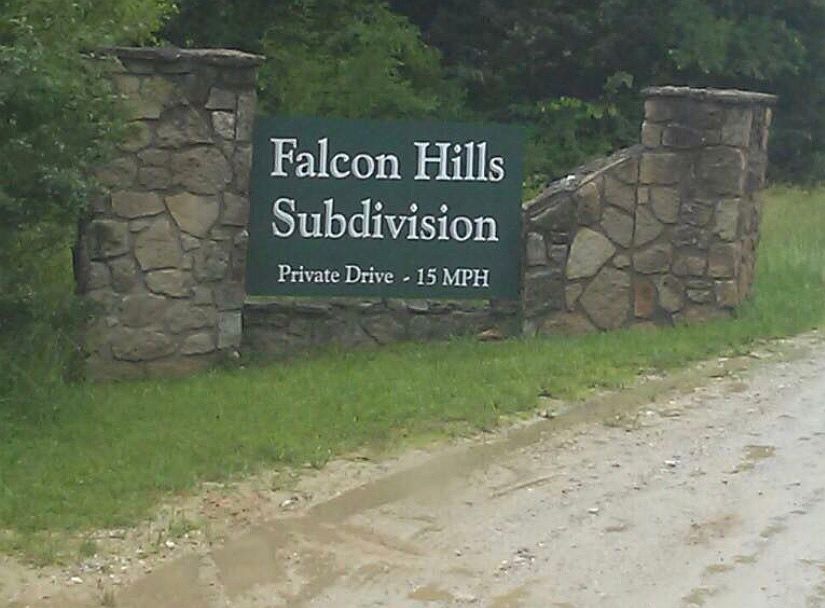 Falcon Hills
Subdivision
Private Drive - 15 MPH